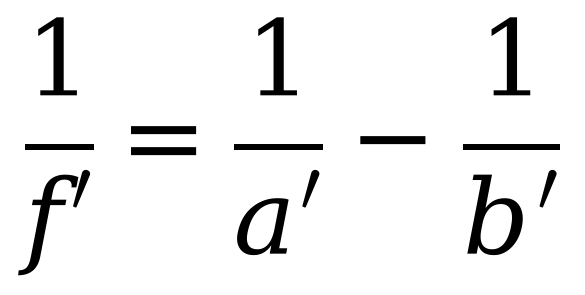 1/f′ = 1/a′ − 1/b′